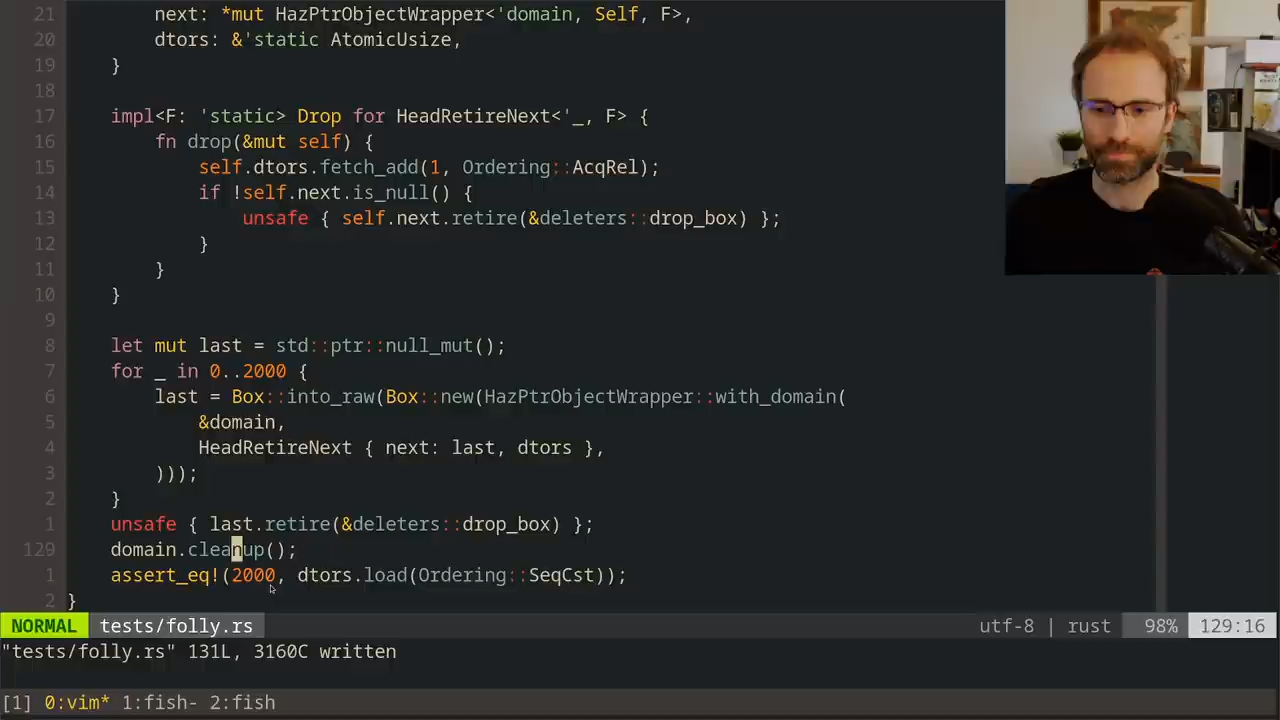 21 next: *mut HazPtrObjectWrapper<'domain, Self, F>,
20 dtors: &'static AtomicUsize,
19 }
18
17 impl<F: 'static> Drop for HeadRetireNext<'_, F> {
16 fn drop(&mut self) {
15 self.dtors.fetch_add(1, Ordering::AcqRel);
14 if !self.next.is_null() {
13 unsafe { self.next.retire(&deleters::drop_box) };
12 }
11 }
10 }
9
8 let mut last = std::ptr::null_mut();
7 for _ in 0..2000 {
6 last = Box::into_raw(Box::new(HazPtrObjectWrapper::with_domain(
5 &domain,
4 HeadRetireNext { next: last, dtors },
3 )));
2 }
1 unsafe { last.retire(&deleters::drop_box) };
129 domain.cleanup();
1 assert_eq!(2000, dtors.load(Ordering::SeqCst));
2 }
NORMAL tests/folly.rs utf-8 | rust 98% 129:16
"tests/folly.rs" 131L, 3160C written
[1] 0:vim* 1:fish- 2:fish